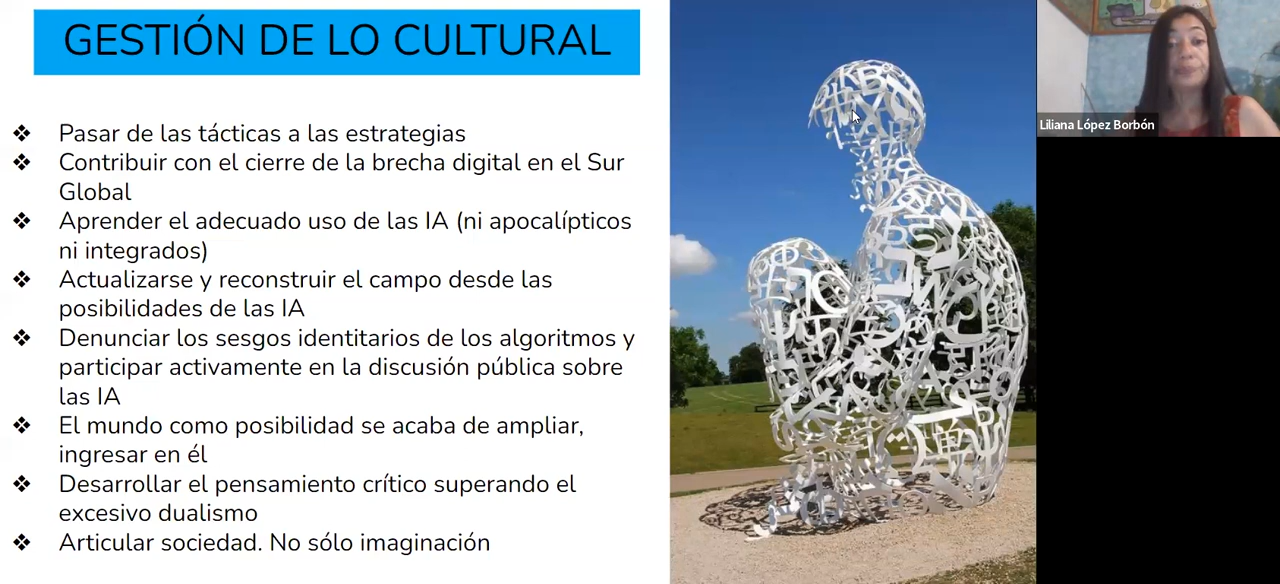 GESTIÓN DE LO CULTURAL
❖ Pasar de las tácticas a las estrategias
❖ Contribuir con el cierre de la brecha digital en el Sur
Global
❖ Aprender el adecuado uso de las IA (ni apocalípticos
ni integrados)
❖ Actualizarse y reconstruir el campo desde las
posibilidades de las IA
❖ Denunciar los sesgos identitarios de los algoritmos y
participar activamente en la discusión pública sobre
las IA
❖ El mundo como posibilidad se acaba de ampliar,
ingresar en él
❖ Desarrollar el pensamiento crítico superando el
excesivo dualismo
❖ Articular sociedad. No sólo imaginación
Liliana López Borbón